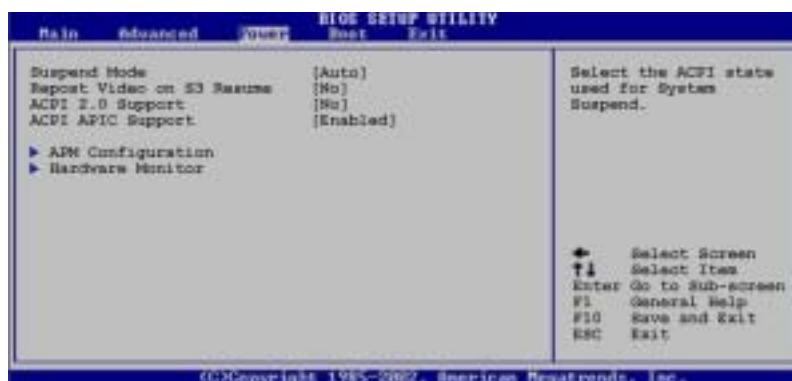 BIOS SETUP UTILITY
Main Advanced Power Boot Exit
Suspend Mode [Auto]
Repost Video on S3 Resume [No]
ACPI 2.0 Support [No]
ACPI APIC Support [Enabled]
▶ APM Configuration
▶ Hardware Monitor
Select the ACPI state
used for System
Suspend.
← Select Screen
↑↓ Select Item
Enter Go to Sub-screen
F1 General Help
F10 Save and Exit
ESC Exit
(C)Copyright 1985-2002, American Megatrends, Inc.